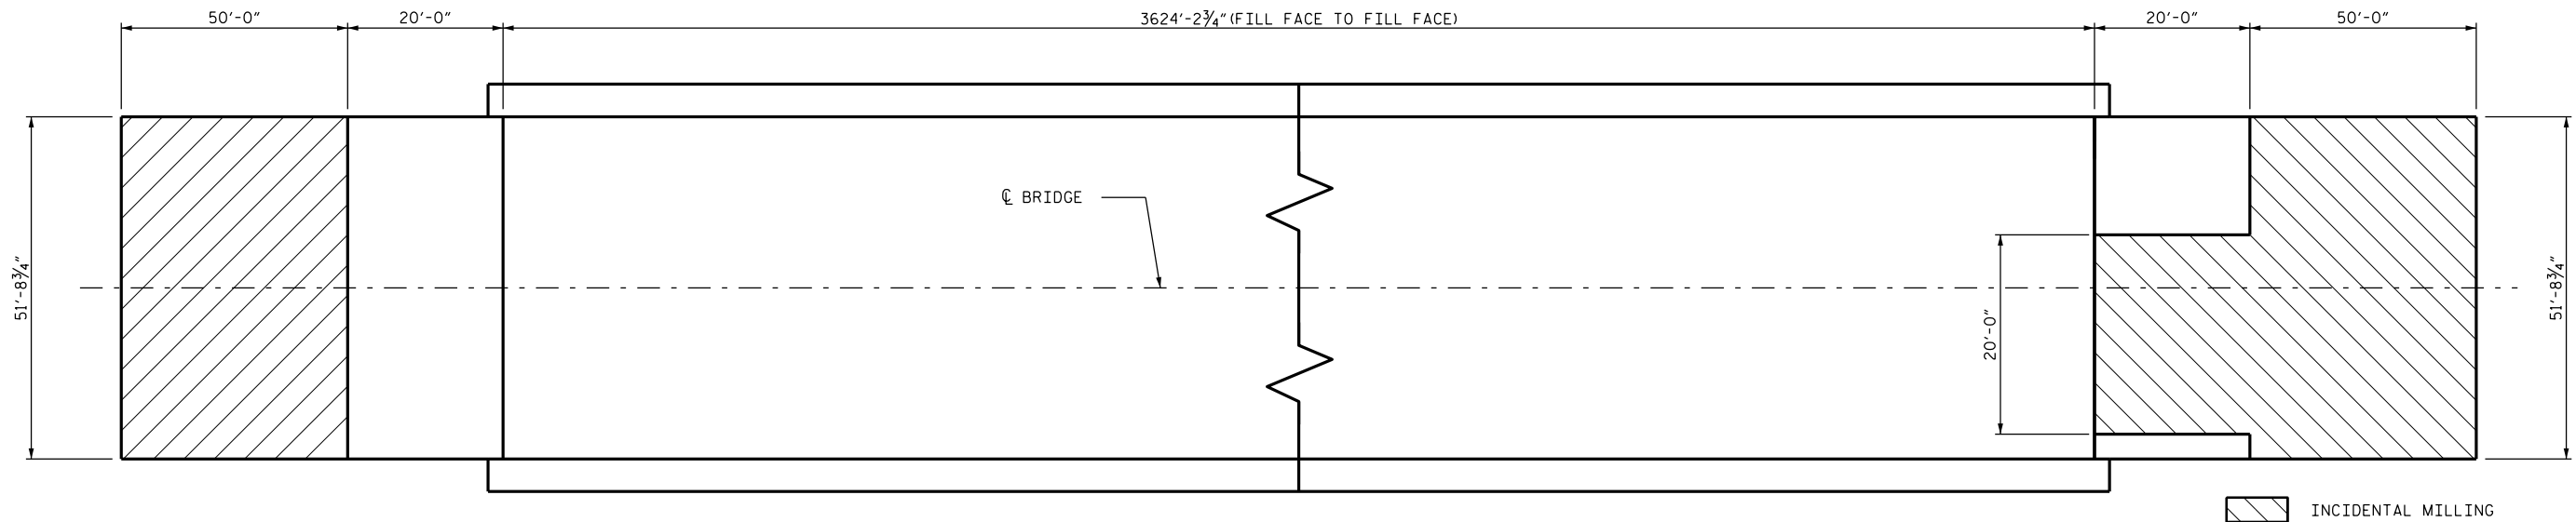 50'-0" 20'-0" 3624'-2¾" (FILL FACE TO FILL FACE) 20'-0" 50'-0"
℄ BRIDGE
51'-8¾"
20'-0"
51'-8¾"
INCIDENTAL MILLING